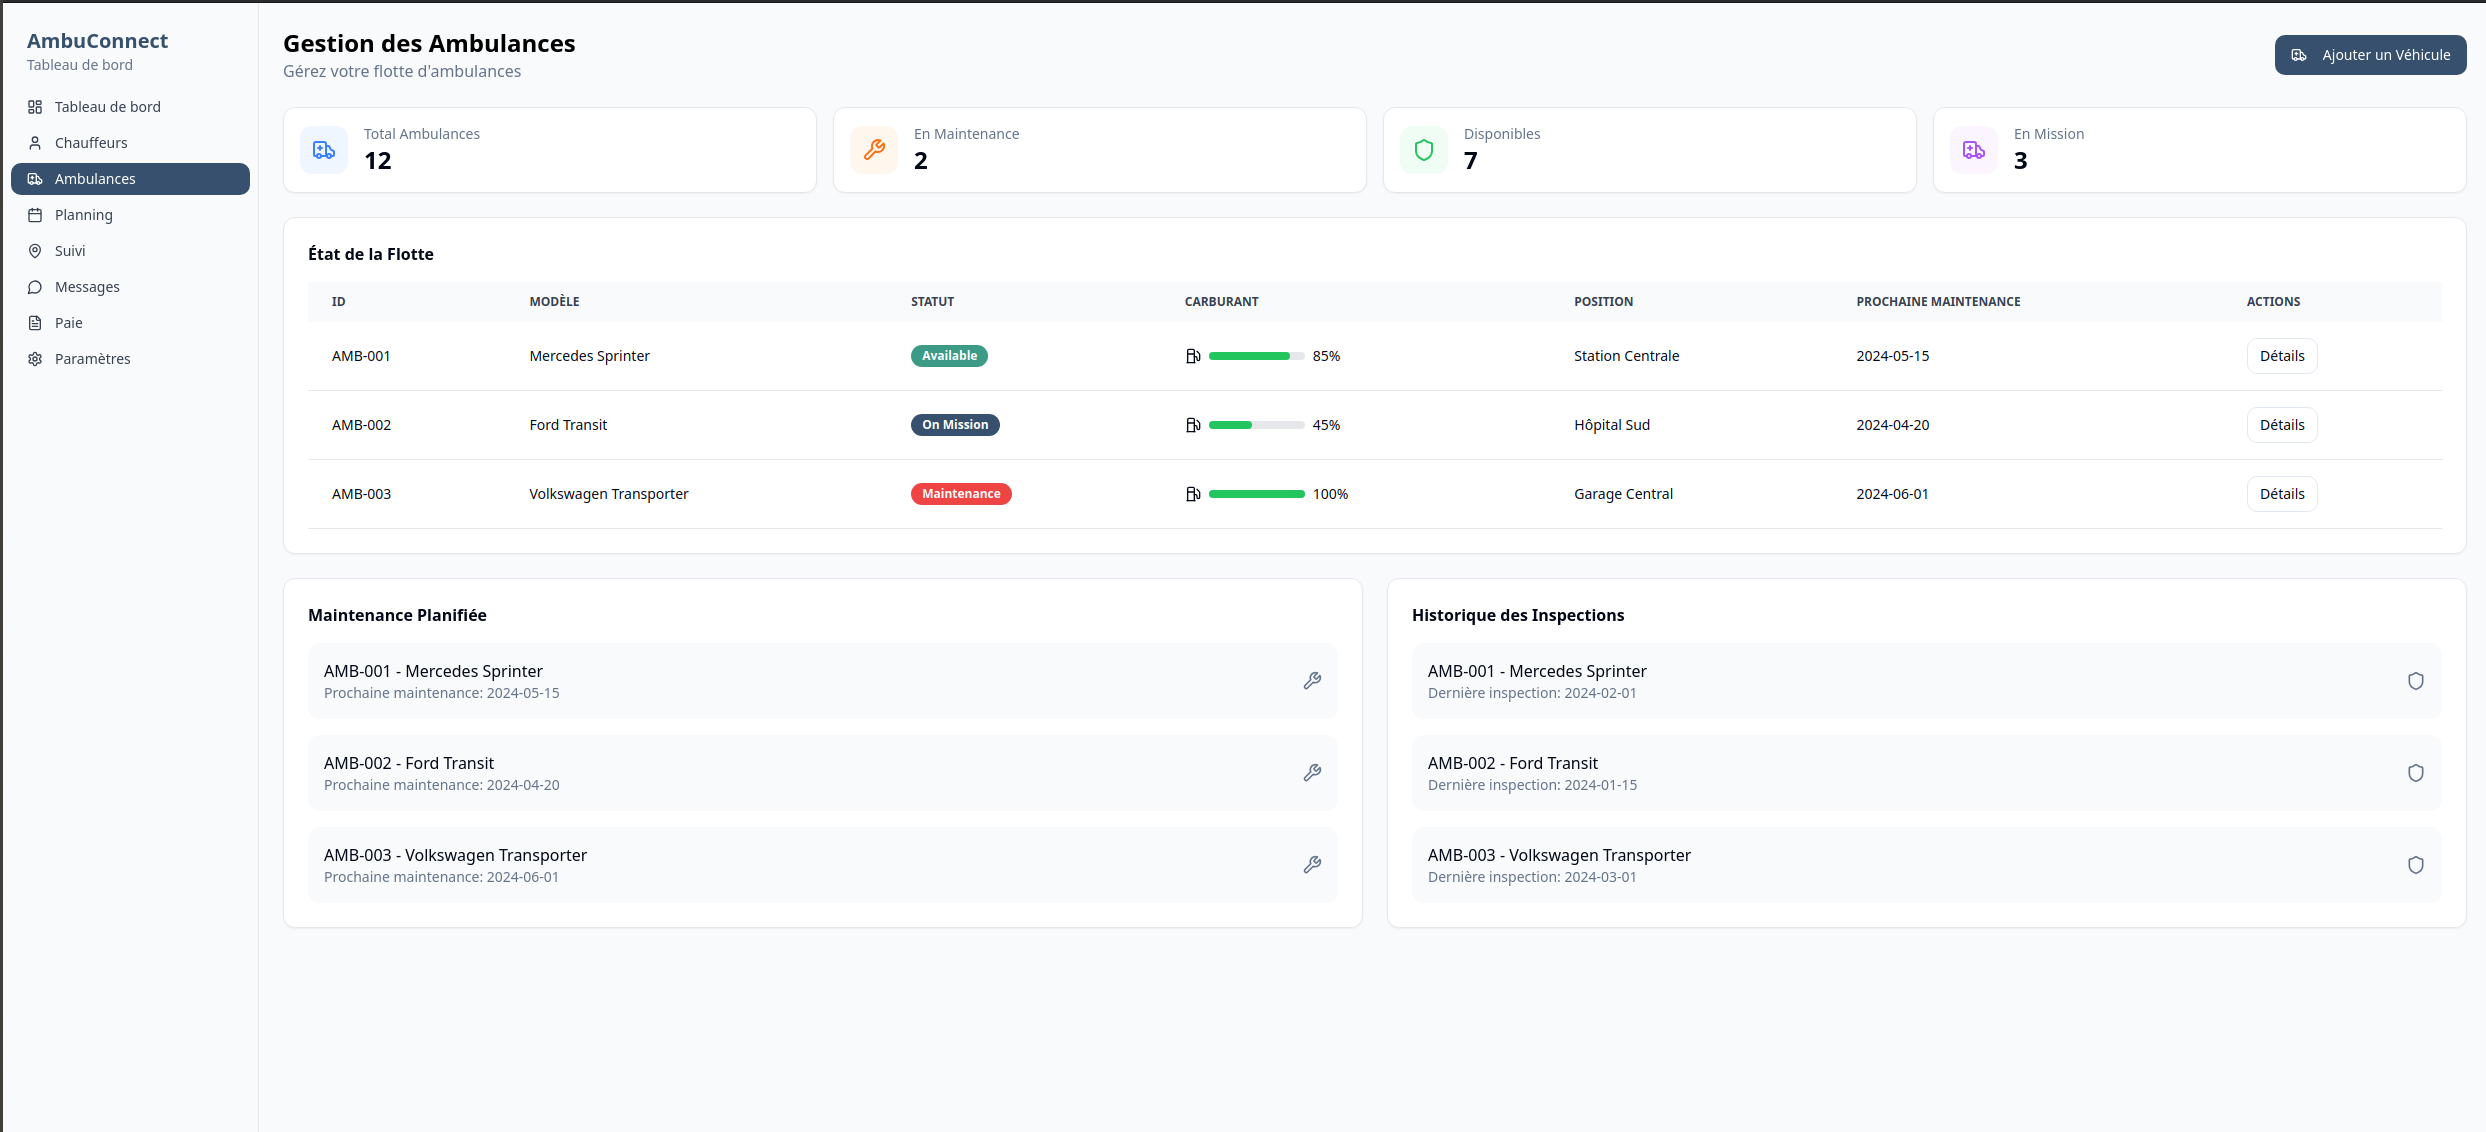 AmbuConnect
Tableau de bord
Tableau de bord
Chauffeurs
Ambulances
Planning
Suivi
Messages
Paie
Paramètres
Gestion des Ambulances
Gérez votre flotte d'ambulances
Ajouter un Véhicule
Total Ambulances
12
En Maintenance
2
Disponibles
7
En Mission
3
État de la Flotte
ID MODÈLE STATUT CARBURANT POSITION PROCHAINE MAINTENANCE ACTIONS
AMB-001 Mercedes Sprinter Available 85% Station Centrale 2024-05-15 Détails
AMB-002 Ford Transit On Mission 45% Hôpital Sud 2024-04-20 Détails
AMB-003 Volkswagen Transporter Maintenance 100% Garage Central 2024-06-01 Détails
Maintenance Planifiée
AMB-001 - Mercedes Sprinter
Prochaine maintenance: 2024-05-15
AMB-002 - Ford Transit
Prochaine maintenance: 2024-04-20
AMB-003 - Volkswagen Transporter
Prochaine maintenance: 2024-06-01
Historique des Inspections
AMB-001 - Mercedes Sprinter
Dernière inspection: 2024-02-01
AMB-002 - Ford Transit
Dernière inspection: 2024-01-15
AMB-003 - Volkswagen Transporter
Dernière inspection: 2024-03-01